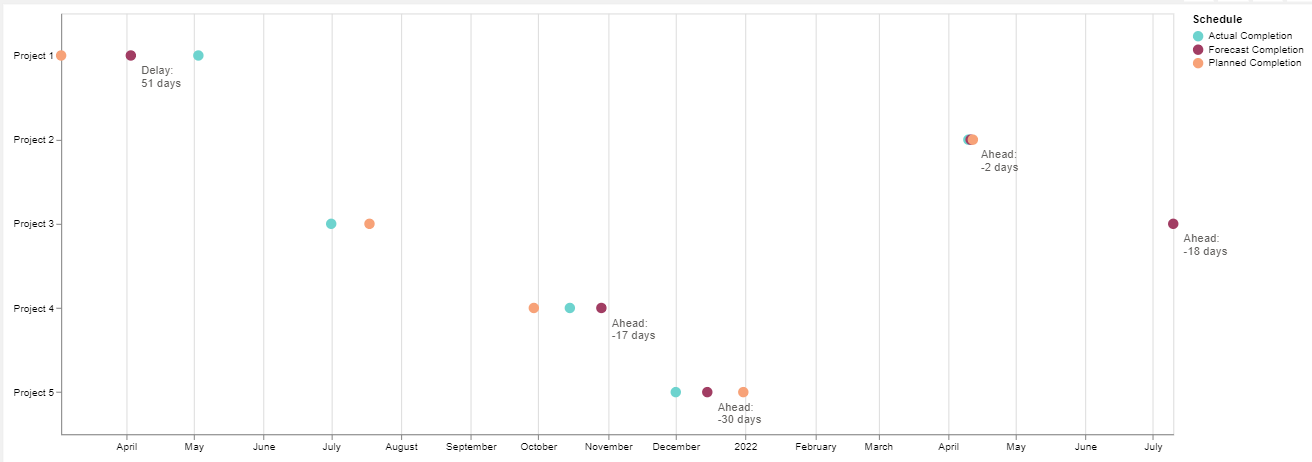 Schedule
Actual Completion
Forecast Completion
Planned Completion
Project 1
Delay:
51 days
Project 2
Ahead:
-2 days
Project 3
Ahead:
-18 days
Project 4
Ahead:
-17 days
Project 5
Ahead:
-30 days
April May June July August September October November December 2022 February March April May June July